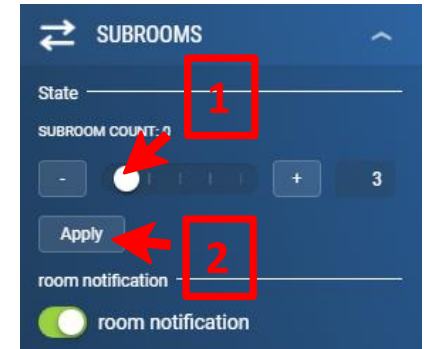 SUBROOMS
1
State
SUBROOM COUNT: 0
- + 3
Apply
2
room notification
room notification